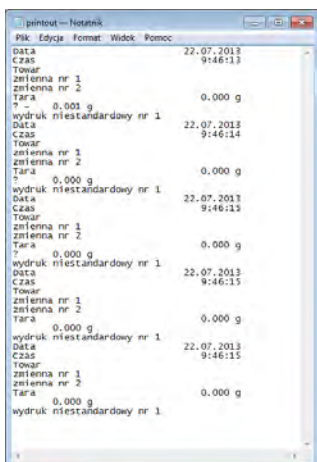 printout — Notatnik
Plik Edycja Format Widok Pomoc
Data 22.07.2013
Czas 9:46:13
Towar
zmienna nr 1
zmienna nr 2
Tara 0.000 g
? - 0.001 g
wydruk niestandardowy nr 1
Data 22.07.2013
Czas 9:46:14
Towar
zmienna nr 1
zmienna nr 2
Tara 0.000 g
? 0.000 g
wydruk niestandardowy nr 1
Data 22.07.2013
Czas 9:46:15
Towar
zmienna nr 1
zmienna nr 2
Tara 0.000 g
? 0.000 g
wydruk niestandardowy nr 1
Data 22.07.2013
Czas 9:46:15
Towar
zmienna nr 1
zmienna nr 2
Tara 0.000 g
0.000 g
wydruk niestandardowy nr 1
Data 22.07.2013
Czas 9:46:15
Towar
zmienna nr 1
zmienna nr 2
Tara 0.000 g
0.000 g
wydruk niestandardowy nr 1